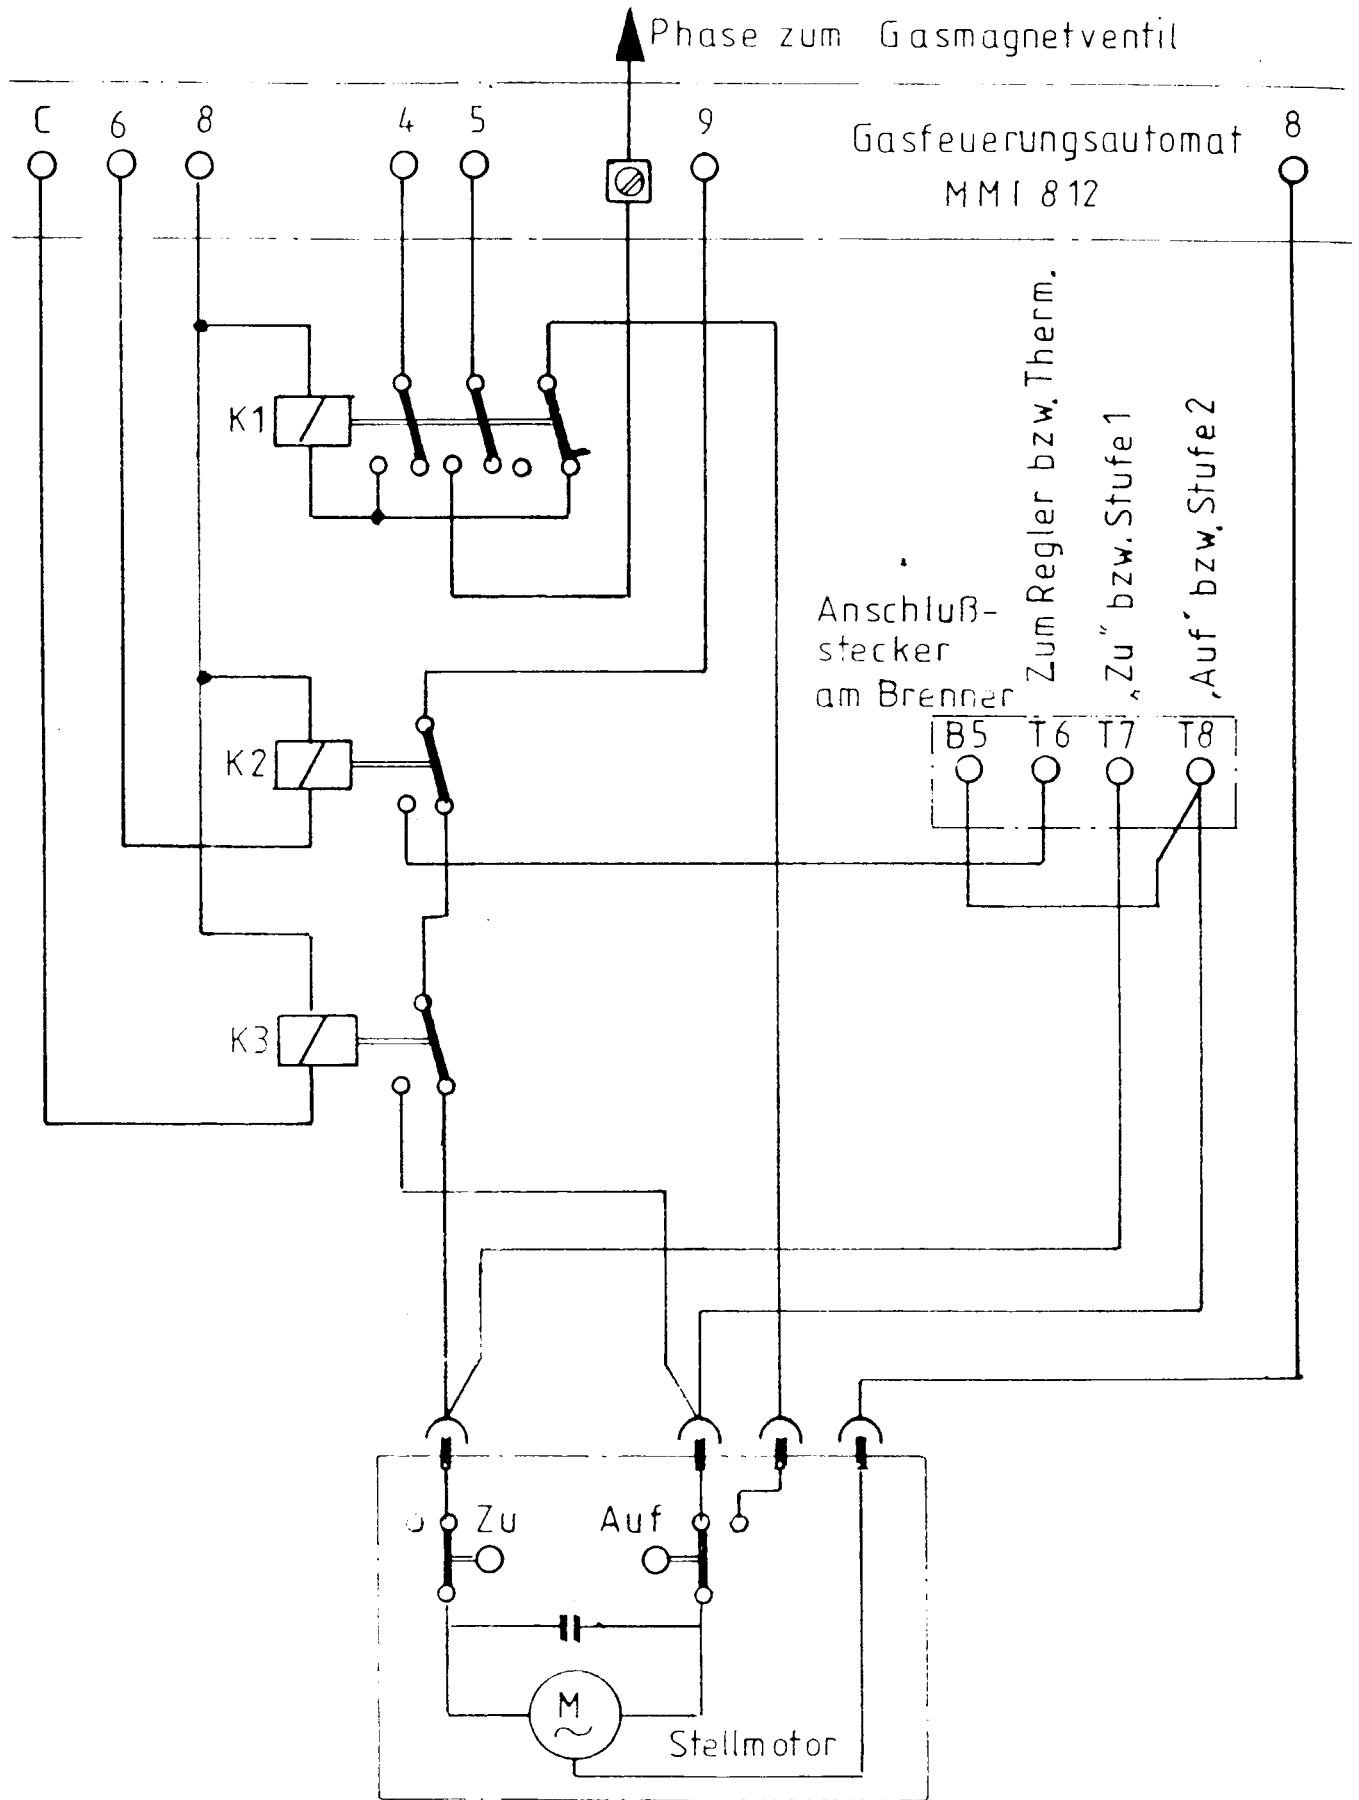 Phase zum Gasmagnetventil
C 6 8 4 5 9 8
Gasfeuerungsautomat
MMI 812
K1
Zum Regler bzw. Therm.
„Zu" bzw. Stufe 1
„Auf" bzw. Stufe 2
Anschluß-
stecker
am Brenner
B5 T6 T7 T8
K2
K3
Zu Auf
M
Stellmotor